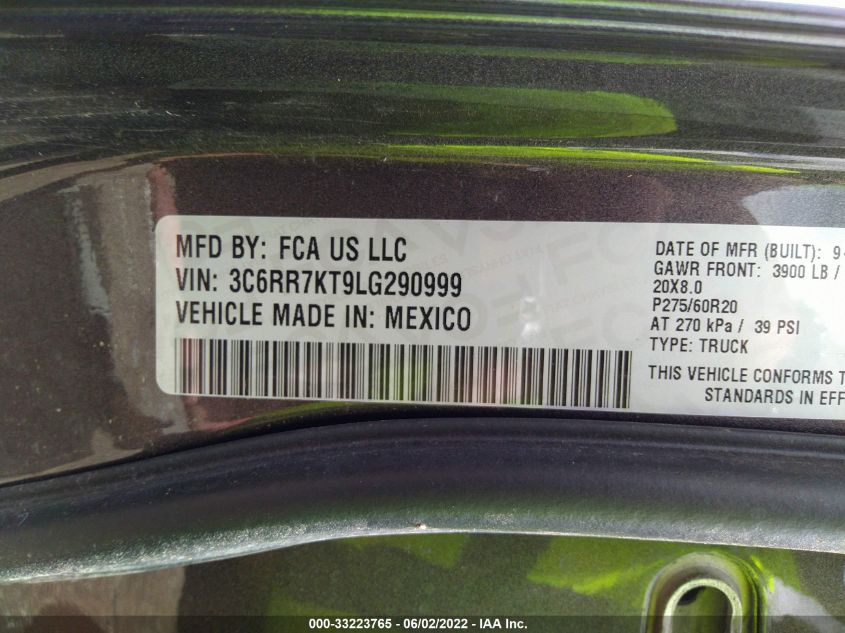 MFD BY: FCA US LLC
VIN: 3C6RR7KT9LG290999
VEHICLE MADE IN: MEXICO
DATE OF MFR (BUILT): 9-
GAWR FRONT: 3900 LB /
20X8.0
P275/60R20
AT 270 kPa / 39 PSI
TYPE: TRUCK
THIS VEHICLE CONFORMS T
STANDARDS IN EFF
000-33223765 - 06/02/2022 - IAA Inc.